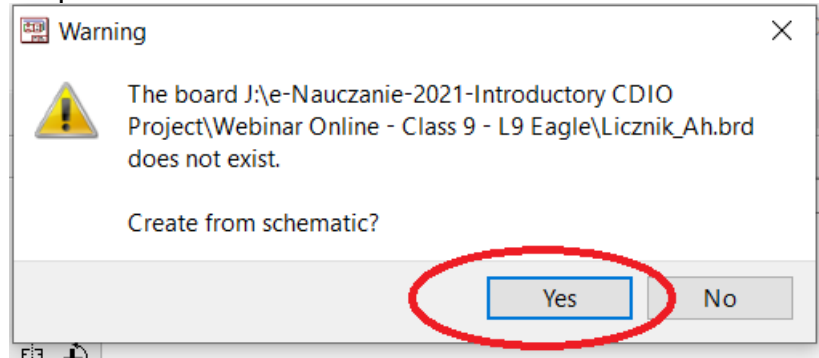 Warning
The board J:\e-Nauczanie-2021-Introductory CDIO
Project\Webinar Online - Class 9 - L9 Eagle\Licznik_Ah.brd
does not exist.
Create from schematic?
Yes No